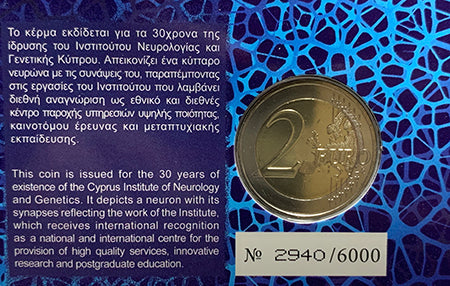 Το κέρμα εκδίδεται για τα 30χρονα της
ίδρυσης του Ινστιτούτου Νευρολογίας και
Γενετικής Κύπρου. Απεικονίζει ένα κύτταρο
νευρώνα με τις συνάψεις του, παραπέμποντας
στις εργασίες του Ινστιτούτου που λαμβάνει
διεθνή αναγνώριση ως εθνικό και διεθνές
κέντρο παροχής υπηρεσιών υψηλής ποιότητας,
καινοτόμου έρευνας και μεταπτυχιακής
εκπαίδευσης.
This coin is issued for the 30 years of
existence of the Cyprus Institute of Neurology
and Genetics. It depicts a neuron with its
synapses reflecting the work of the Institute,
which receives international recognition
as a national and international centre for the
provision of high quality services, innovative
research and postgraduate education.
2 EURO
№ 2940/6000